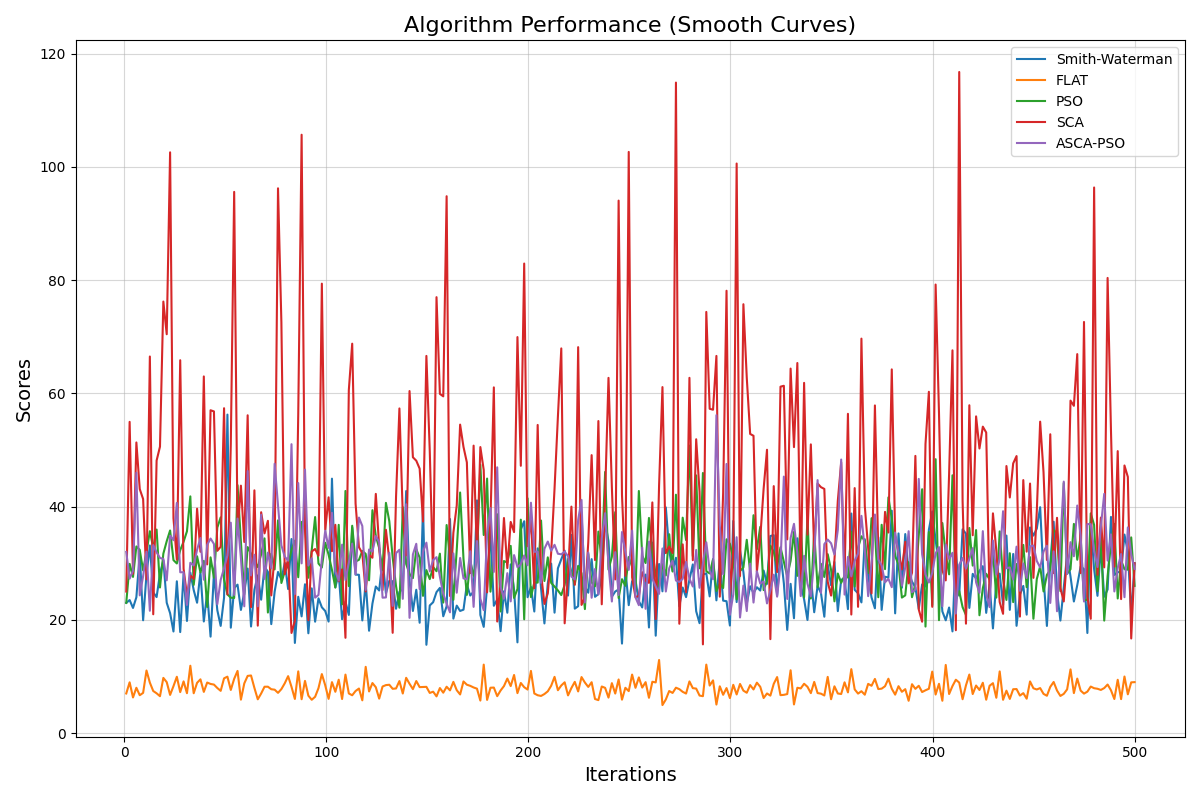 Algorithm Performance (Smooth Curves)
120
100
80
60
40
20
0
Scores
Smith-Waterman
FLAT
PSO
SCA
ASCA-PSO
0 100 200 300 400 500
Iterations